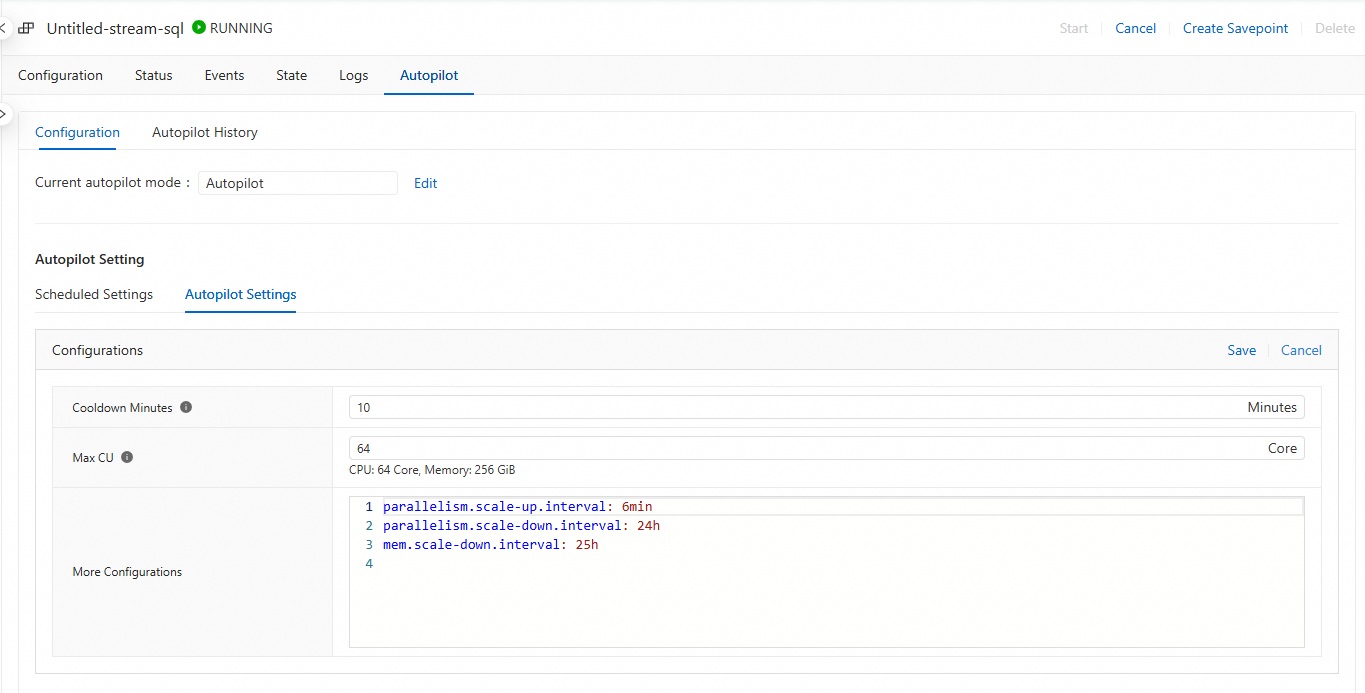 Untitled-stream-sql RUNNING Start Cancel Create Savepoint Delete
Configuration Status Events State Logs Autopilot
Configuration Autopilot History
Current autopilot mode : Autopilot Edit
Autopilot Setting
Scheduled Settings Autopilot Settings
Configurations Save Cancel
Cooldown Minutes 10 Minutes
Max CU 64 Core
CPU: 64 Core, Memory: 256 GiB
More Configurations
1 parallelism.scale-up.interval: 6min
2 parallelism.scale-down.interval: 24h
3 mem.scale-down.interval: 25h
4